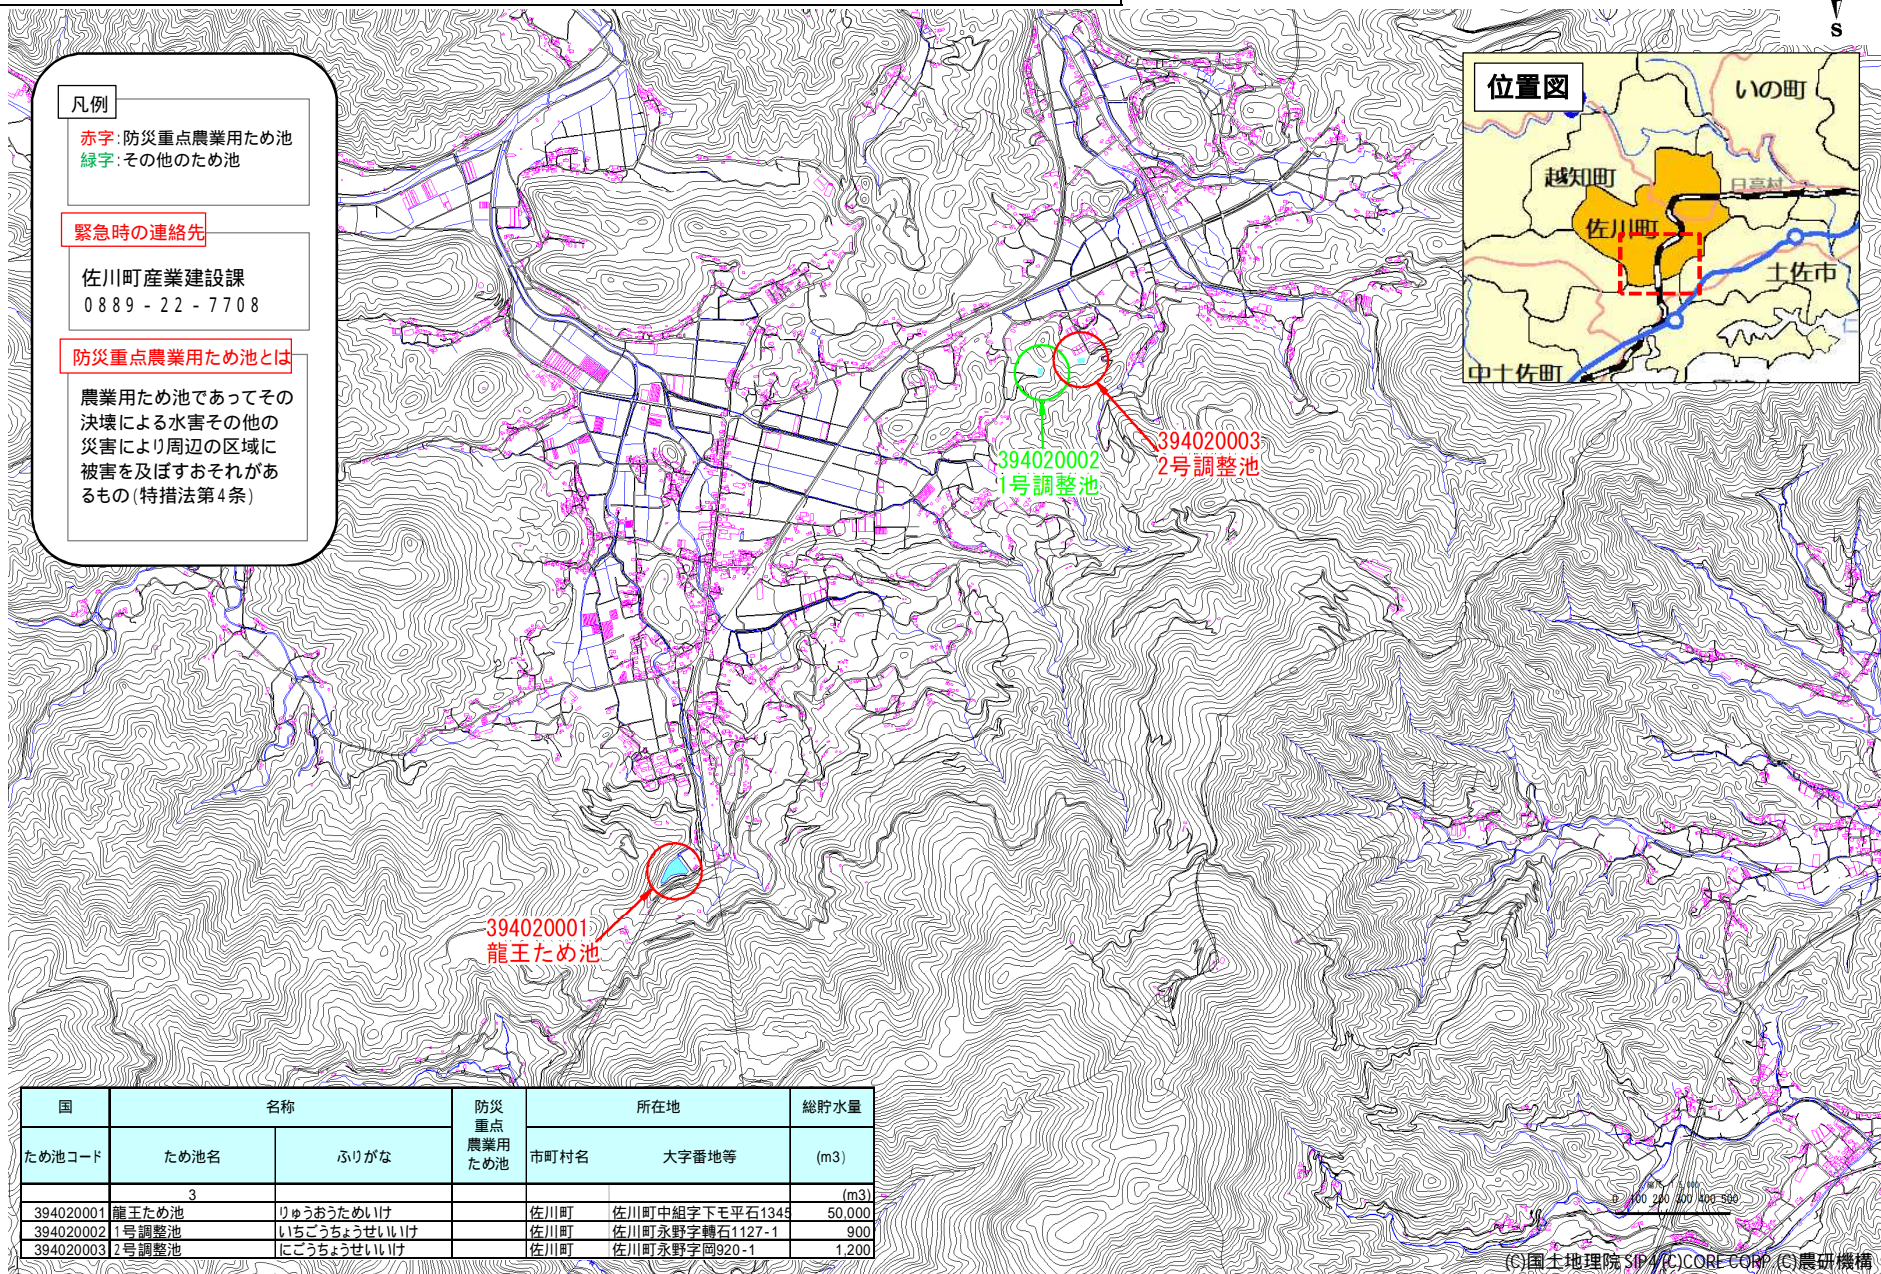 S
凡例
赤字:防災重点農業用ため池
緑字:その他のため池
緊急時の連絡先
佐川町産業建設課
0889-22-7708
防災重点農業用ため池とは
農業用ため池であってその
決壊による水害その他の
災害により周辺の区域に
被害を及ぼすおそれがあ
るもの(特措法第4条)
位置図
いの町
越知町
日高村
佐川町
土佐市
中土佐町
394020003
2号調整池
394020002
1号調整池
394020001
龍王ため池
国 名称 防災重点農業用ため池 所在地 総貯水量
ため池コード ため池名 ふりがな 市町村名 大字番地等 (m3)
3 (m3)
394020001 龍王ため池 りゅうおうためいけ 佐川町 佐川町中組字下モ平石1345 50,000
394020002 1号調整池 いちごうちょうせいいけ 佐川町 佐川町永野字轉石1127-1 900
394020003 2号調整池 にごうちょうせいいけ 佐川町 佐川町永野字岡920-1 1,200
0 100 200 300 400 500
(C)国土地理院 SIP4 (C)CORE CORP. (C)農研機構